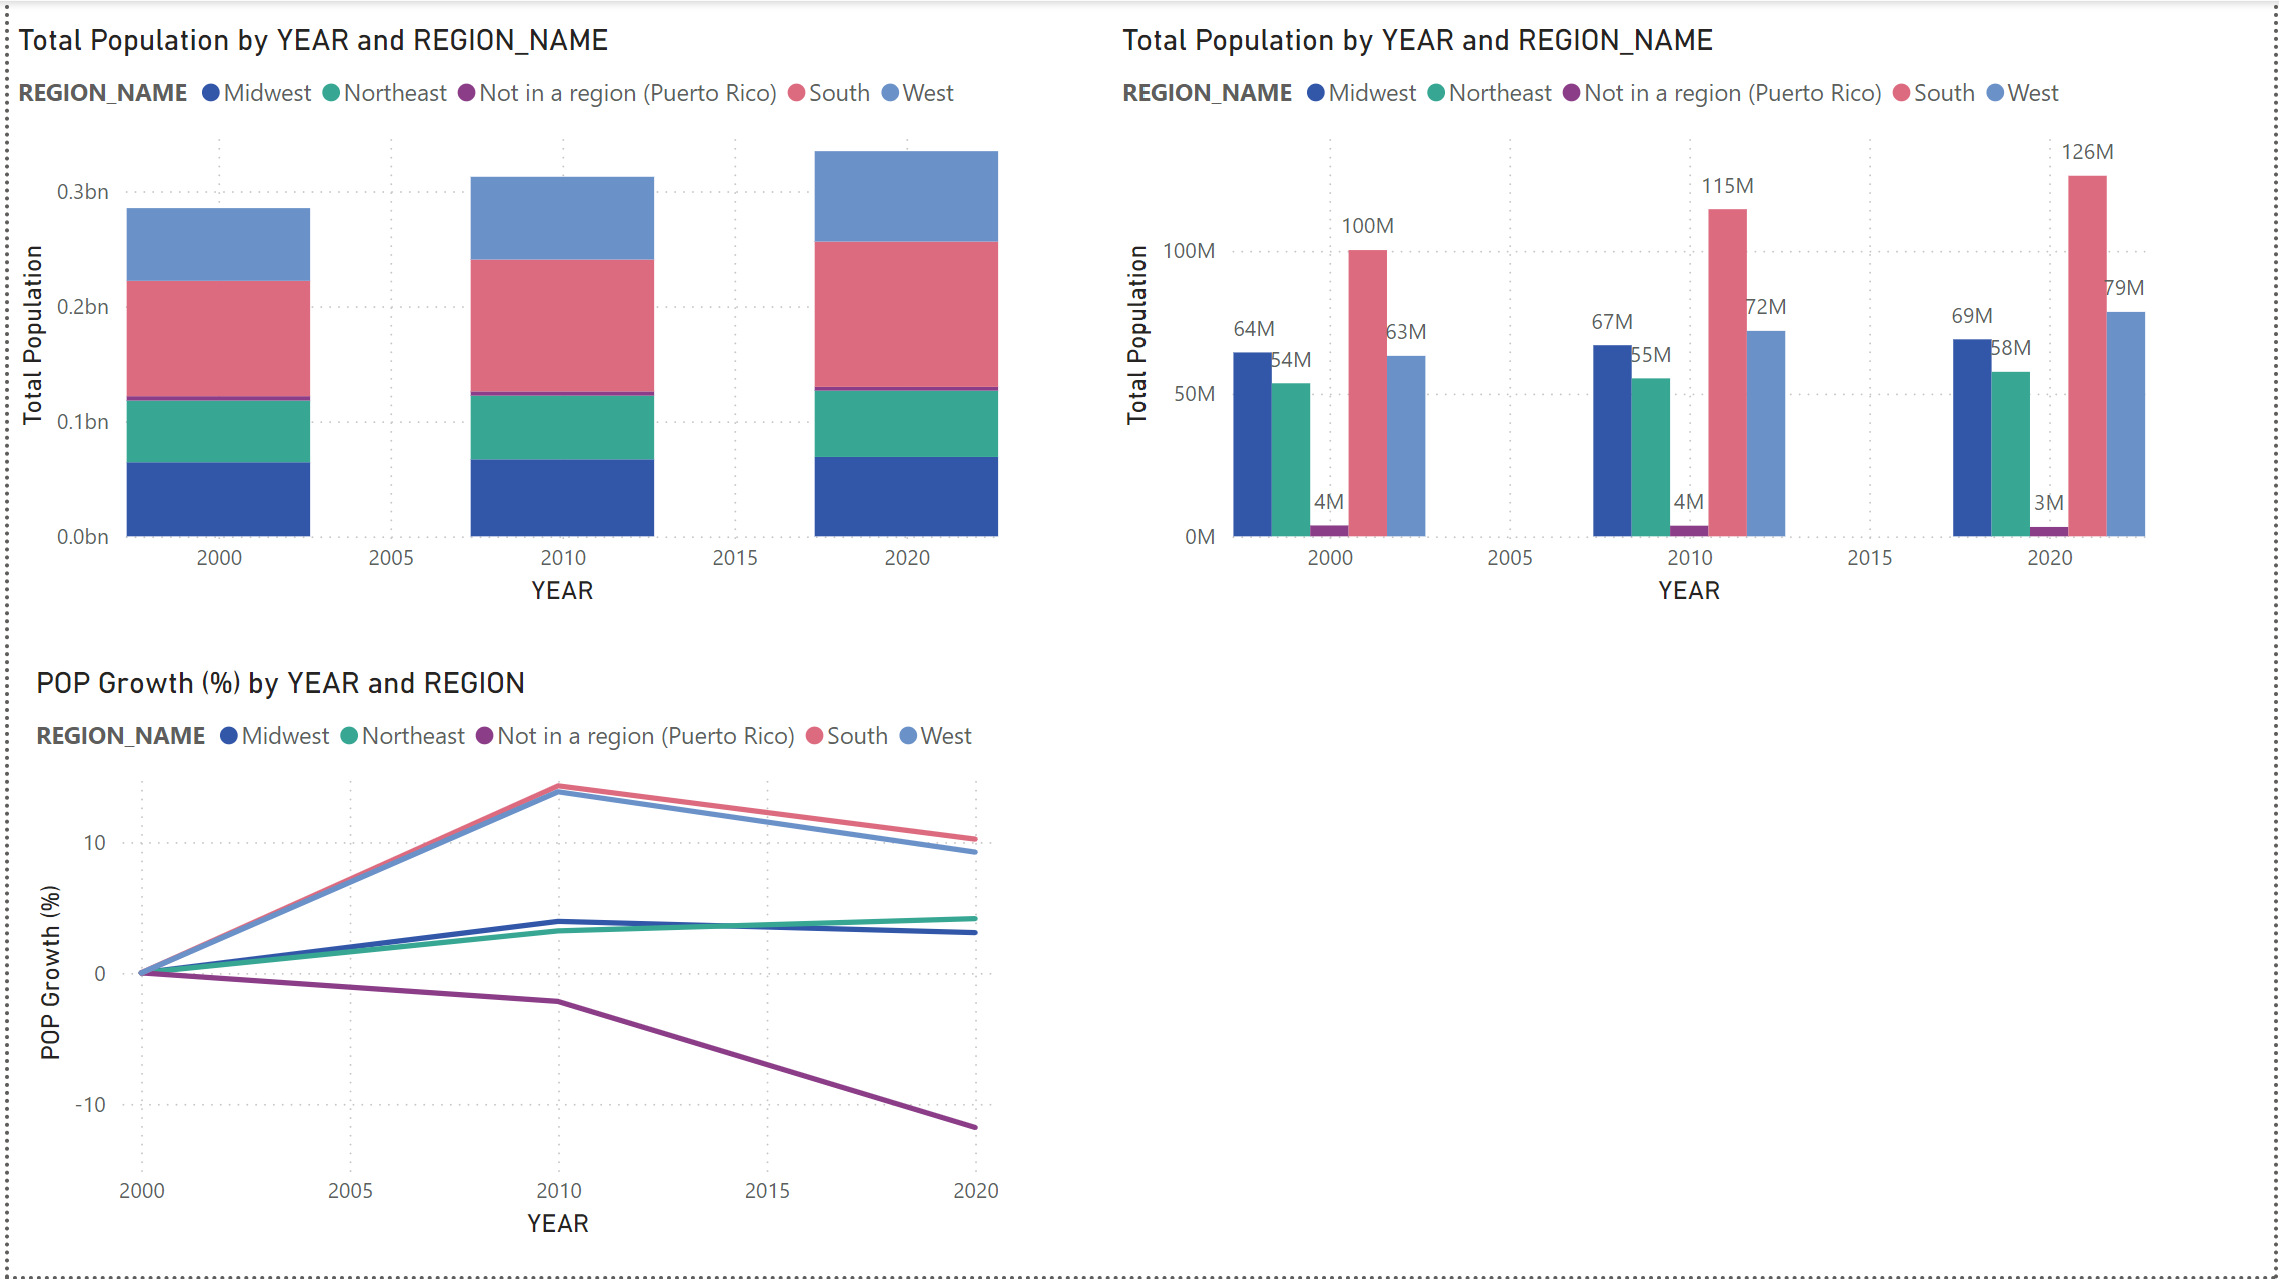 Total Population by YEAR and REGION_NAME
REGION_NAME Midwest Northeast Not in a region (Puerto Rico) South West
0.3bn
0.2bn
0.1bn
0.0bn
Total Population
2000 2005 2010 2015 2020
YEAR
Total Population by YEAR and REGION_NAME
REGION_NAME Midwest Northeast Not in a region (Puerto Rico) South West
100M
50M
0M
Total Population
64M 54M 4M 100M 63M
67M 55M 4M 115M 72M
69M 58M 3M 126M 79M
2000 2005 2010 2015 2020
YEAR
POP Growth (%) by YEAR and REGION
REGION_NAME Midwest Northeast Not in a region (Puerto Rico) South West
10
0
-10
POP Growth (%)
2000 2005 2010 2015 2020
YEAR